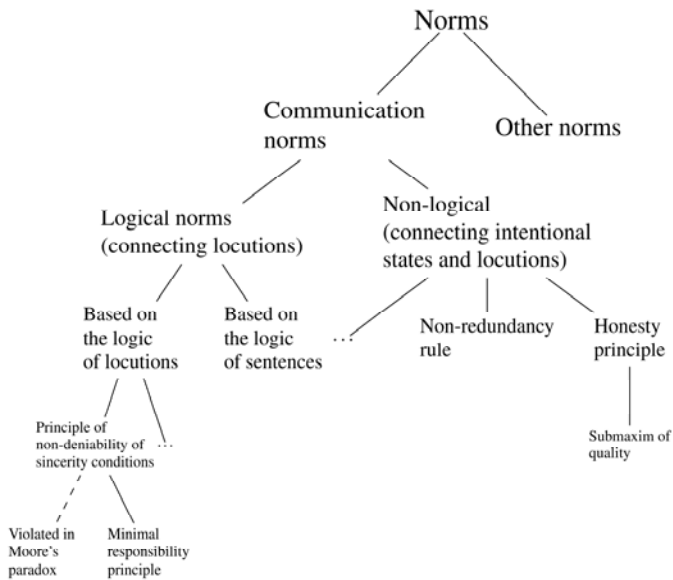 Norms
Communication
norms
Other norms
Logical norms
(connecting locutions)
Non-logical
(connecting intentional
states and locutions)
Based on
the logic
of locutions
Based on
the logic
of sentences
...
Non-redundancy
rule
Honesty
principle
Principle of
non-deniability of
sincerity conditions
...
Submaxim of
quality
Violated in
Moore's
paradox
Minimal
responsibility
principle